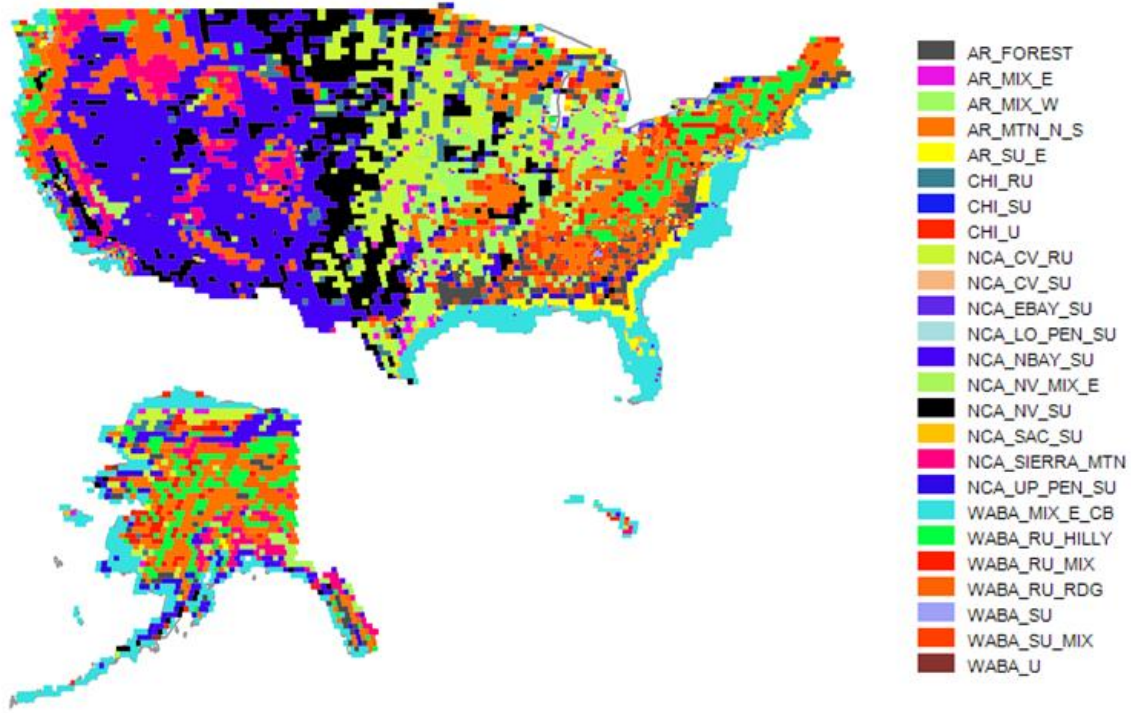 AR_FOREST
AR_MIX_E
AR_MIX_W
AR_MTN_N_S
AR_SU_E
CHI_RU
CHI_SU
CHI_U
NCA_CV_RU
NCA_CV_SU
NCA_EBAY_SU
NCA_LO_PEN_SU
NCA_NBAY_SU
NCA_NV_MIX_E
NCA_NV_SU
NCA_SAC_SU
NCA_SIERRA_MTN
NCA_UP_PEN_SU
WABA_MIX_E_CB
WABA_RU_HILLY
WABA_RU_MIX
WABA_RU_RDG
WABA_SU
WABA_SU_MIX
WABA_U